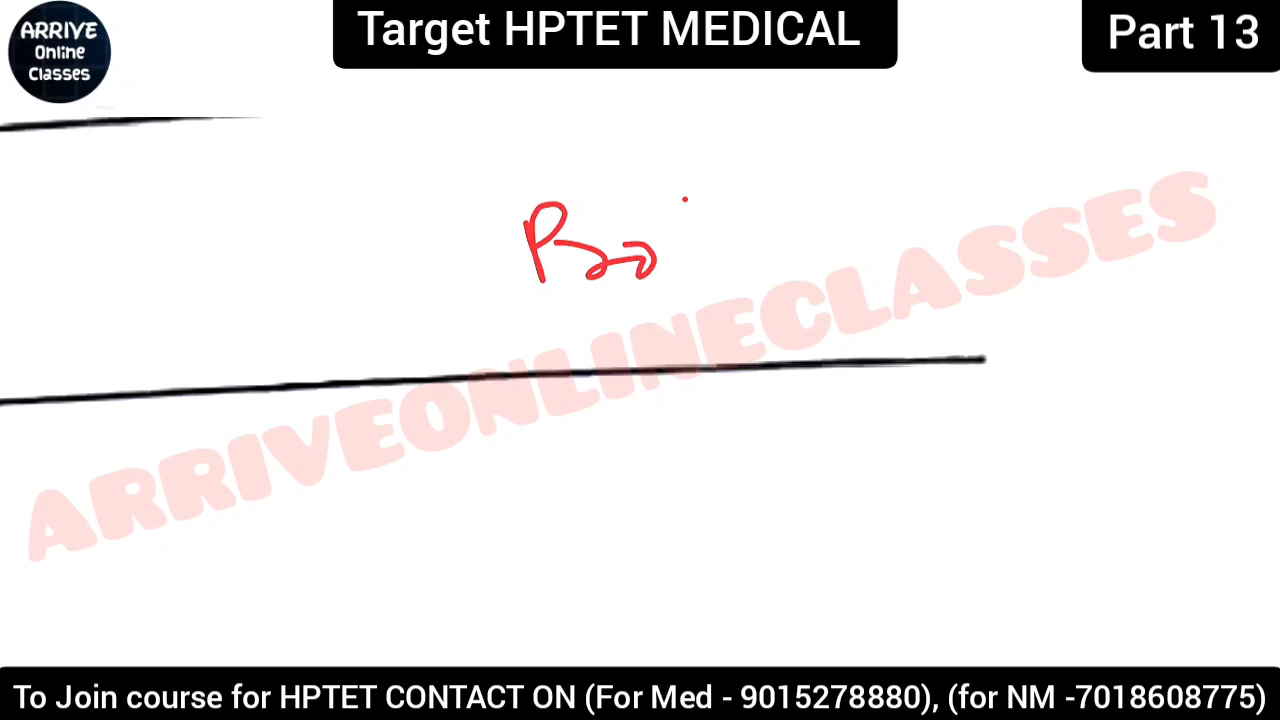 ARRIVE
Online
Classes
Target HPTET MEDICAL
Part 13
ARRIVEONLINECLASSES
To Join course for HPTET CONTACT ON (For Med - 9015278880), (for NM -7018608775)